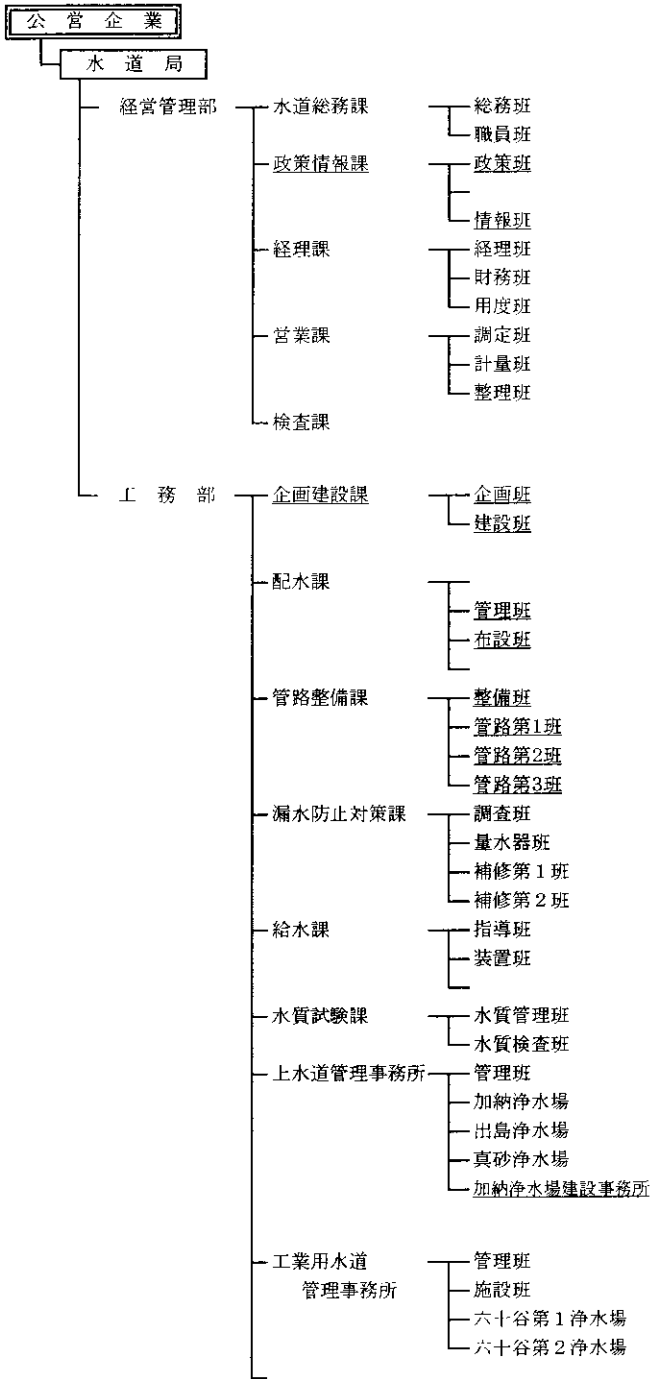 公営企業
水道局
経営管理部 水道総務課 総務班
職員班
政策情報課 政策班
情報班
経理課 経理班
財務班
用度班
営業課 調定班
計量班
整理班
検査課
工務部 企画建設課 企画班
建設班
配水課
管理班
布設班
管路整備課 整備班
管路第1班
管路第2班
管路第3班
漏水防止対策課 調査班
量水器班
補修第1班
補修第2班
給水課 指導班
装置班
水質試験課 水質管理班
水質検査班
上水道管理事務所 管理班
加納浄水場
出島浄水場
真砂浄水場
加納浄水場建設事務所
工業用水道 管理班
管理事務所 施設班
六十谷第1浄水場
六十谷第2浄水場